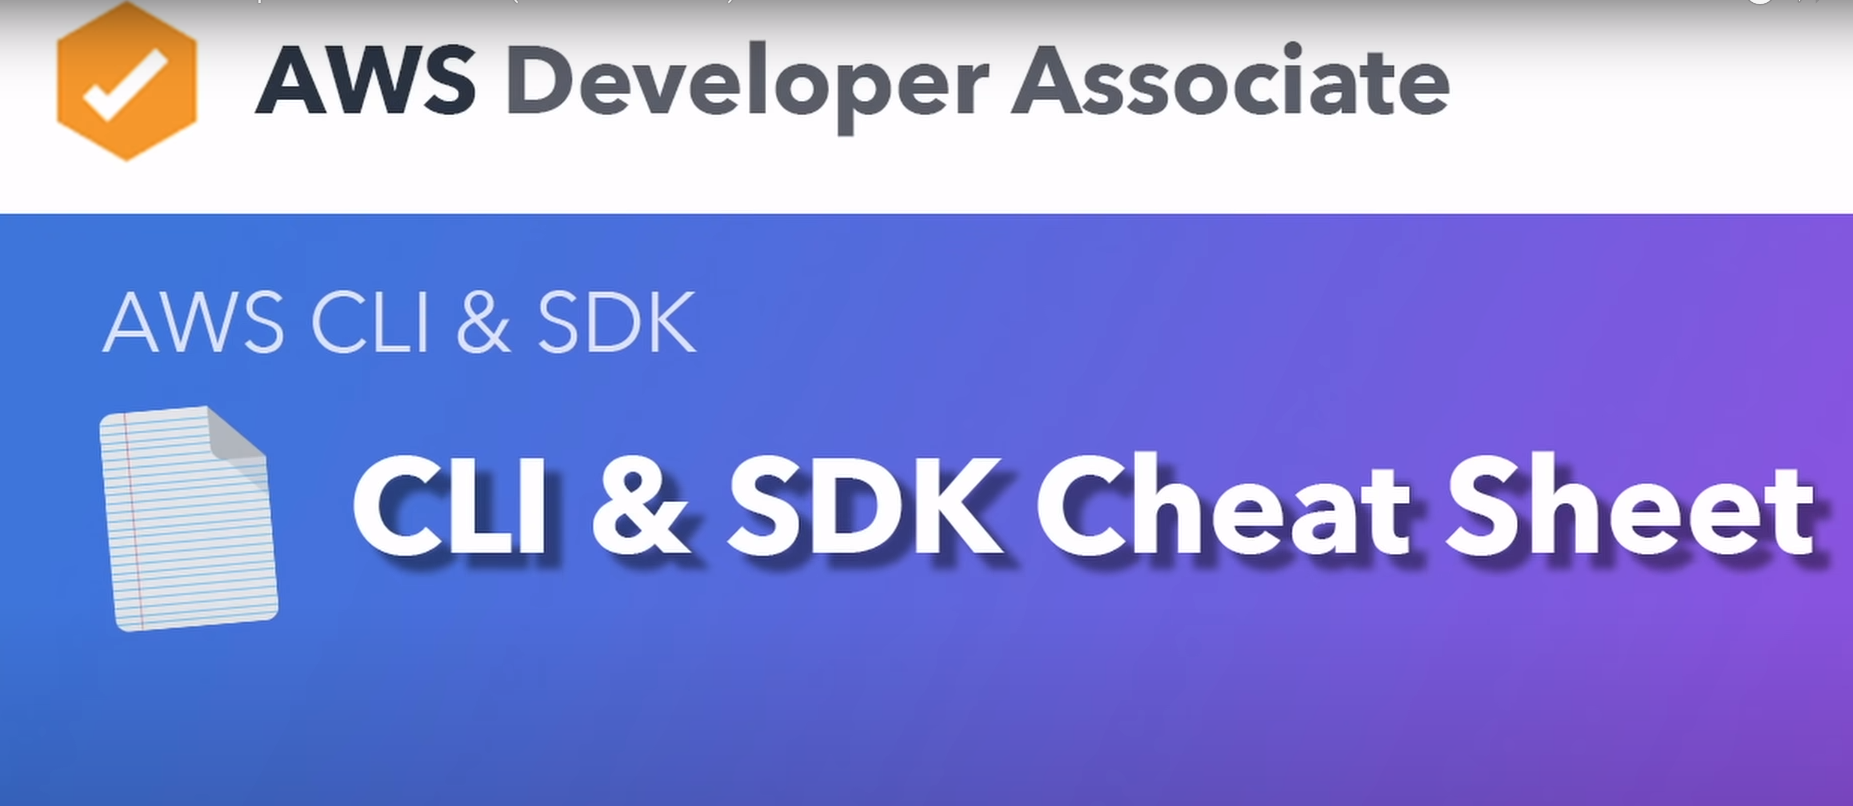 AWS Developer Associate
AWS CLI & SDK
CLI & SDK Cheat Sheet